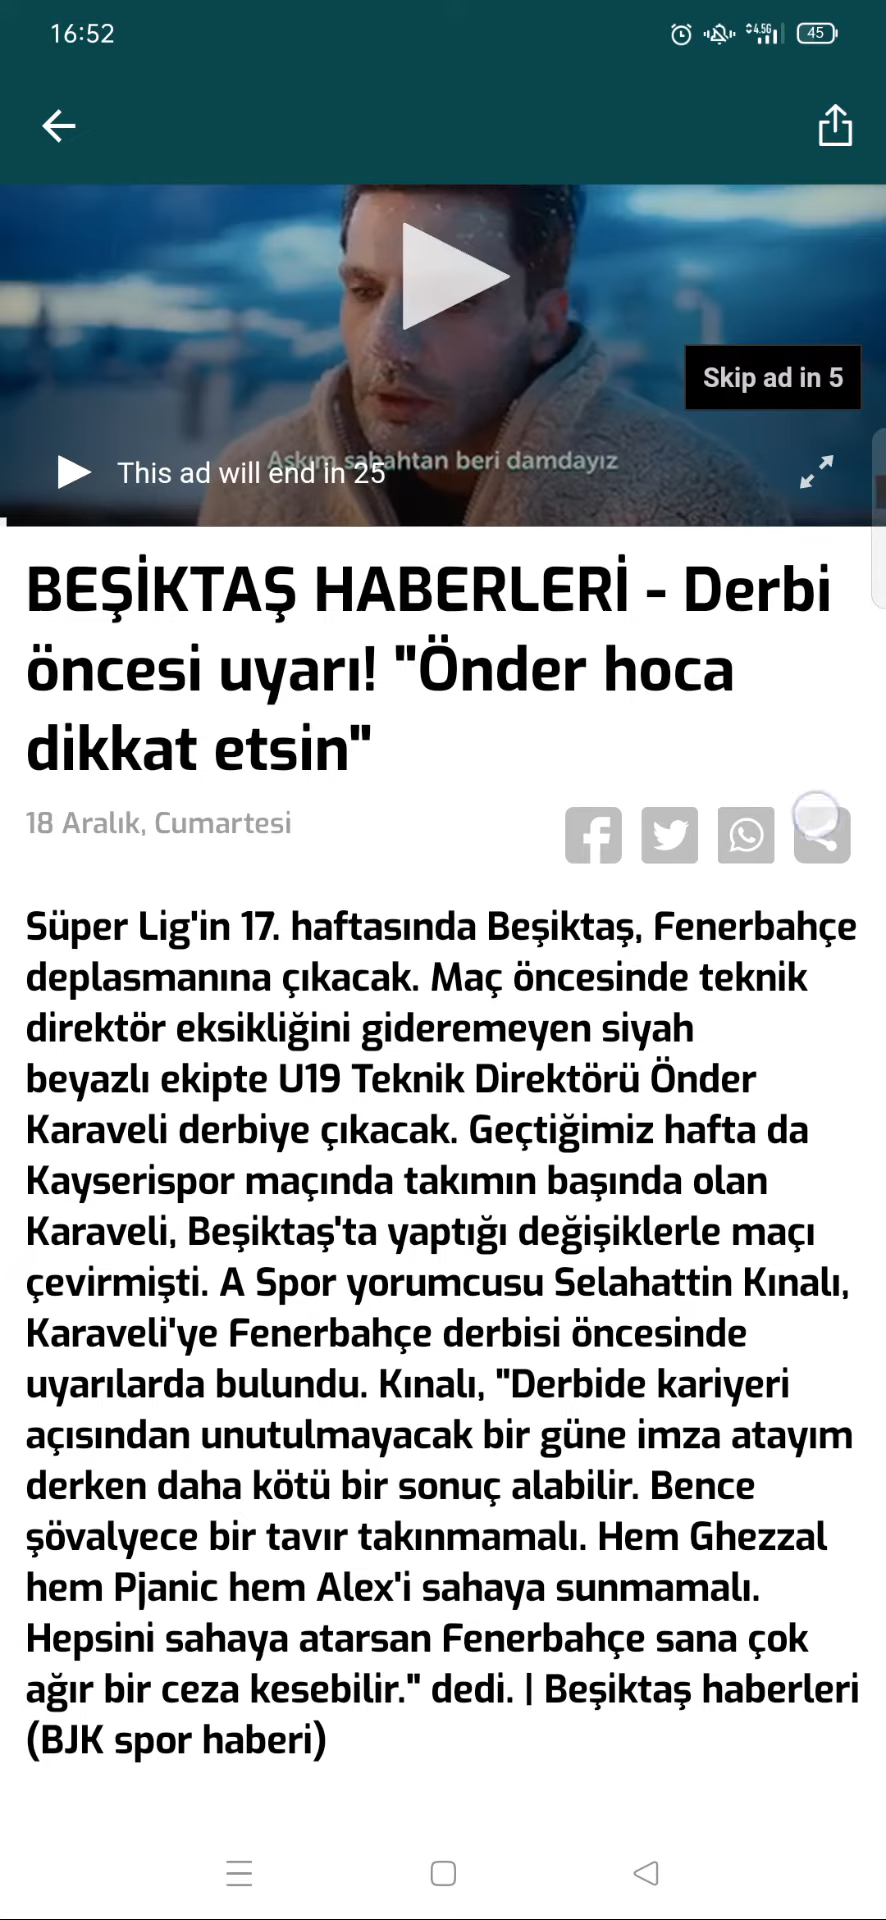 16:52
4.5G
45
Skip ad in 5
Aşkım sabahtan beri damdayız
This ad will end in 25
BEŞİKTAŞ HABERLERİ - Derbi
öncesi uyarı! "Önder hoca
dikkat etsin"
18 Aralık, Cumartesi
Süper Lig'in 17. haftasında Beşiktaş, Fenerbahçe
deplasmanına çıkacak. Maç öncesinde teknik
direktör eksikliğini gideremeyen siyah
beyazlı ekipte U19 Teknik Direktörü Önder
Karaveli derbiye çıkacak. Geçtiğimiz hafta da
Kayserispor maçında takımın başında olan
Karaveli, Beşiktaş'ta yaptığı değişiklerle maçı
çevirmişti. A Spor yorumcusu Selahattin Kınalı,
Karaveli'ye Fenerbahçe derbisi öncesinde
uyarılarda bulundu. Kınalı, "Derbide kariyeri
açısından unutulmayacak bir güne imza atayım
derken daha kötü bir sonuç alabilir. Bence
şövalyece bir tavır takınmamalı. Hem Ghezzal
hem Pjanic hem Alex'i sahaya sunmamalı.
Hepsini sahaya atarsan Fenerbahçe sana çok
ağır bir ceza kesebilir." dedi. | Beşiktaş haberleri
(BJK spor haberi)